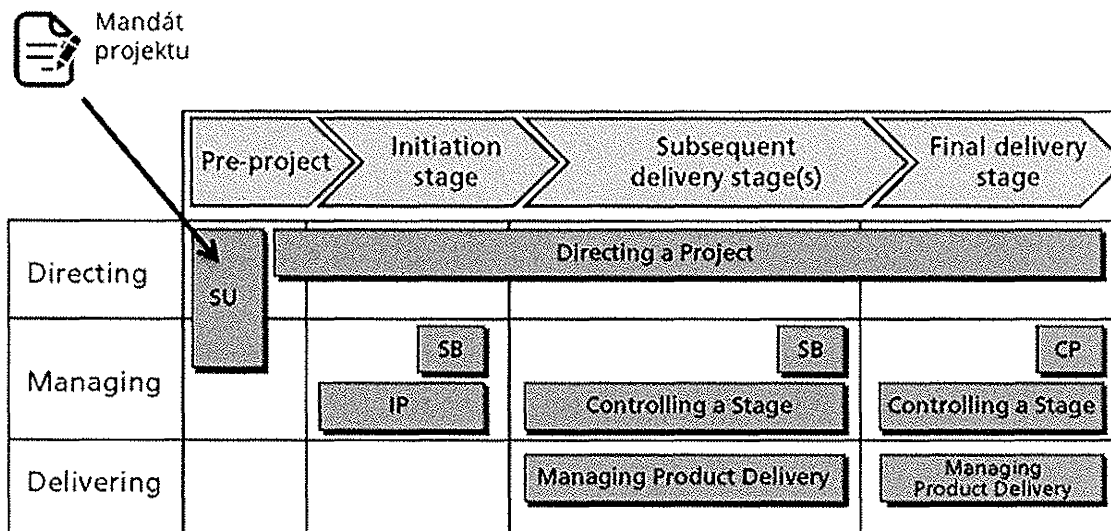 Mandát
projektu
Pre-project
Initiation
stage
Subsequent
delivery stage(s)
Final delivery
stage
Directing
SU
Directing a Project
Managing
SB
SB
CP
IP
Controlling a Stage
Controlling a Stage
Delivering
Managing Product Delivery
Managing
Product Delivery